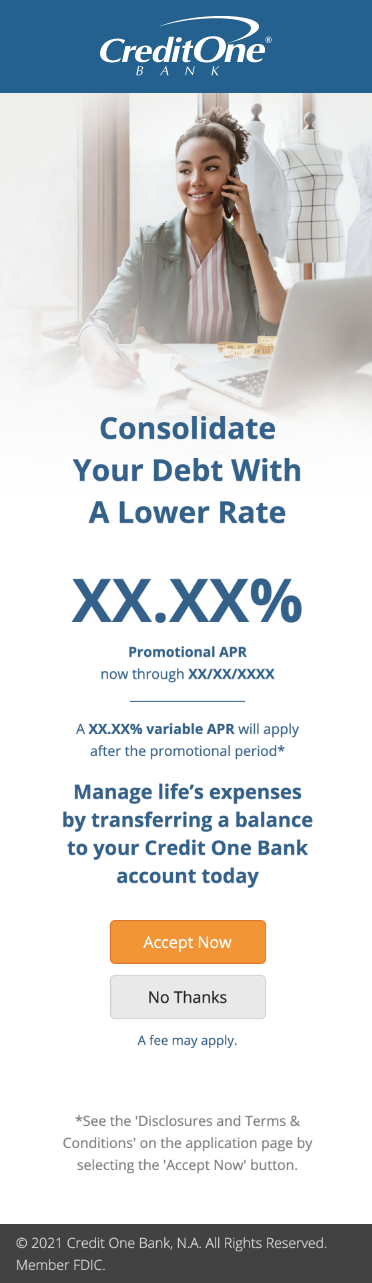 CreditOne®
BANK
Consolidate
Your Debt With
A Lower Rate
XX.XX%
Promotional APR
now through XX/XX/XXXX
A XX.XX% variable APR will apply
after the promotional period*
Manage life’s expenses
by transferring a balance
to your Credit One Bank
account today
Accept Now
No Thanks
A fee may apply.
*See the 'Disclosures and Terms &
Conditions' on the application page by
selecting the 'Accept Now' button.
© 2021 Credit One Bank, N.A. All Rights Reserved.
Member FDIC.